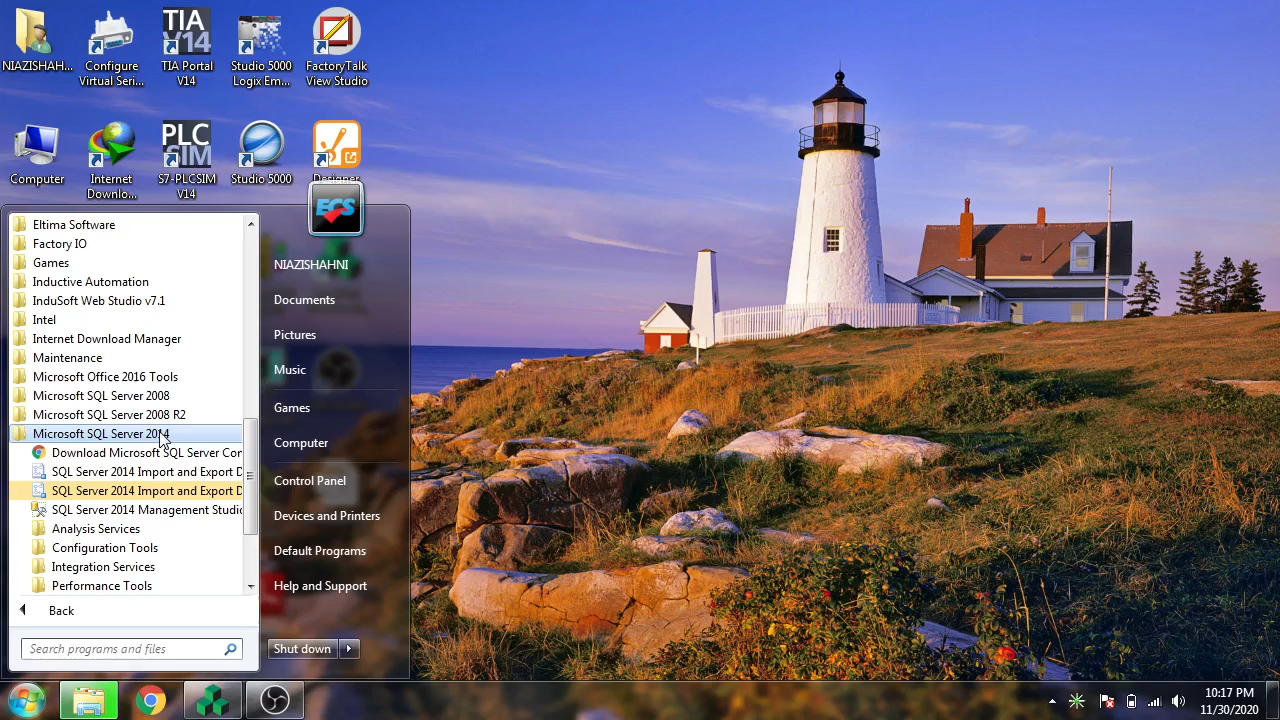 NIAZISHAH...
Configure
Virtual Seri...
TIA
V14
TIA Portal
V14
Studio 5000
Logix Em...
FactoryTalk
View Studio
Computer
Internet
Downlo...
PLC
SIM
S7-PLCSIM
V14
Studio 5000
Designer
ECS
Eltima Software
Factory IO
Games
Inductive Automation
InduSoft Web Studio v7.1
Intel
Internet Download Manager
Maintenance
Microsoft Office 2016 Tools
Microsoft SQL Server 2008
Microsoft SQL Server 2008 R2
Microsoft SQL Server 2014
Download Microsoft SQL Server Cor
SQL Server 2014 Import and Export D
SQL Server 2014 Import and Export D
SQL Server 2014 Management Studio
Analysis Services
Configuration Tools
Integration Services
Performance Tools
Back
Search programs and files
NIAZISHAHNI
Documents
Pictures
Music
Games
Computer
Control Panel
Devices and Printers
Default Programs
Help and Support
Shut down
10:17 PM
11/30/2020